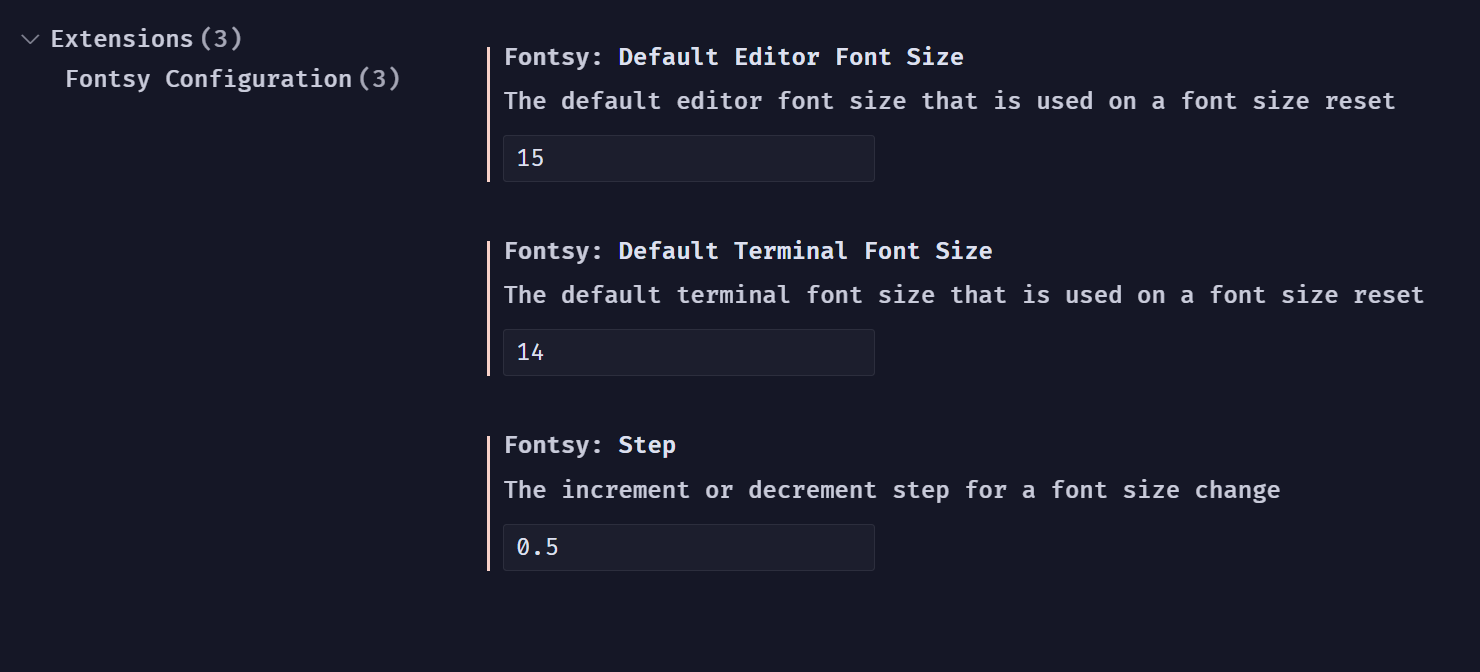 Extensions (3)
Fontsy Configuration (3)
Fontsy: Default Editor Font Size
The default editor font size that is used on a font size reset
15
Fontsy: Default Terminal Font Size
The default terminal font size that is used on a font size reset
14
Fontsy: Step
The increment or decrement step for a font size change
0.5